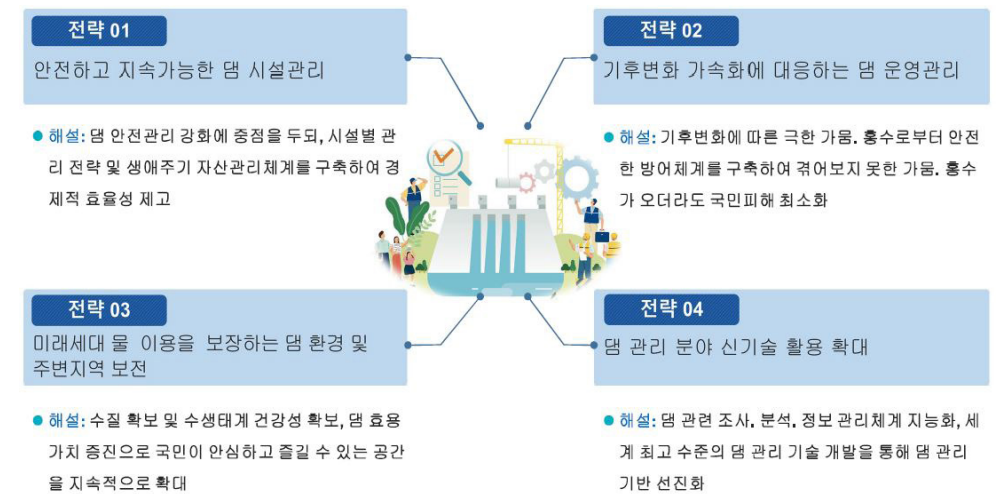 전략 01
안전하고 지속가능한 댐 시설관리
해설: 댐 안전관리 강화에 중점을 두되, 시설별 관
리 전략 및 생애주기 자산관리체계를 구축하여 경
제적 효율성 제고
전략 02
기후변화 가속화에 대응하는 댐 운영관리
해설: 기후변화에 따른 극한 가뭄. 홍수로부터 안전
한 방어체계를 구축하여 겪어보지 못한 가뭄. 홍수
가 오더라도 국민피해 최소화
전략 03
미래세대 물 이용을 보장하는 댐 환경 및
주변지역 보전
해설: 수질 확보 및 수생태계 건강성 확보, 댐 효용
가치 증진으로 국민이 안심하고 즐길 수 있는 공간
을 지속적으로 확대
전략 04
댐 관리 분야 신기술 활용 확대
해설: 댐 관련 조사. 분석. 정보 관리체계 지능화, 세
계 최고 수준의 댐 관리 기술 개발을 통해 댐 관리
기반 선진화